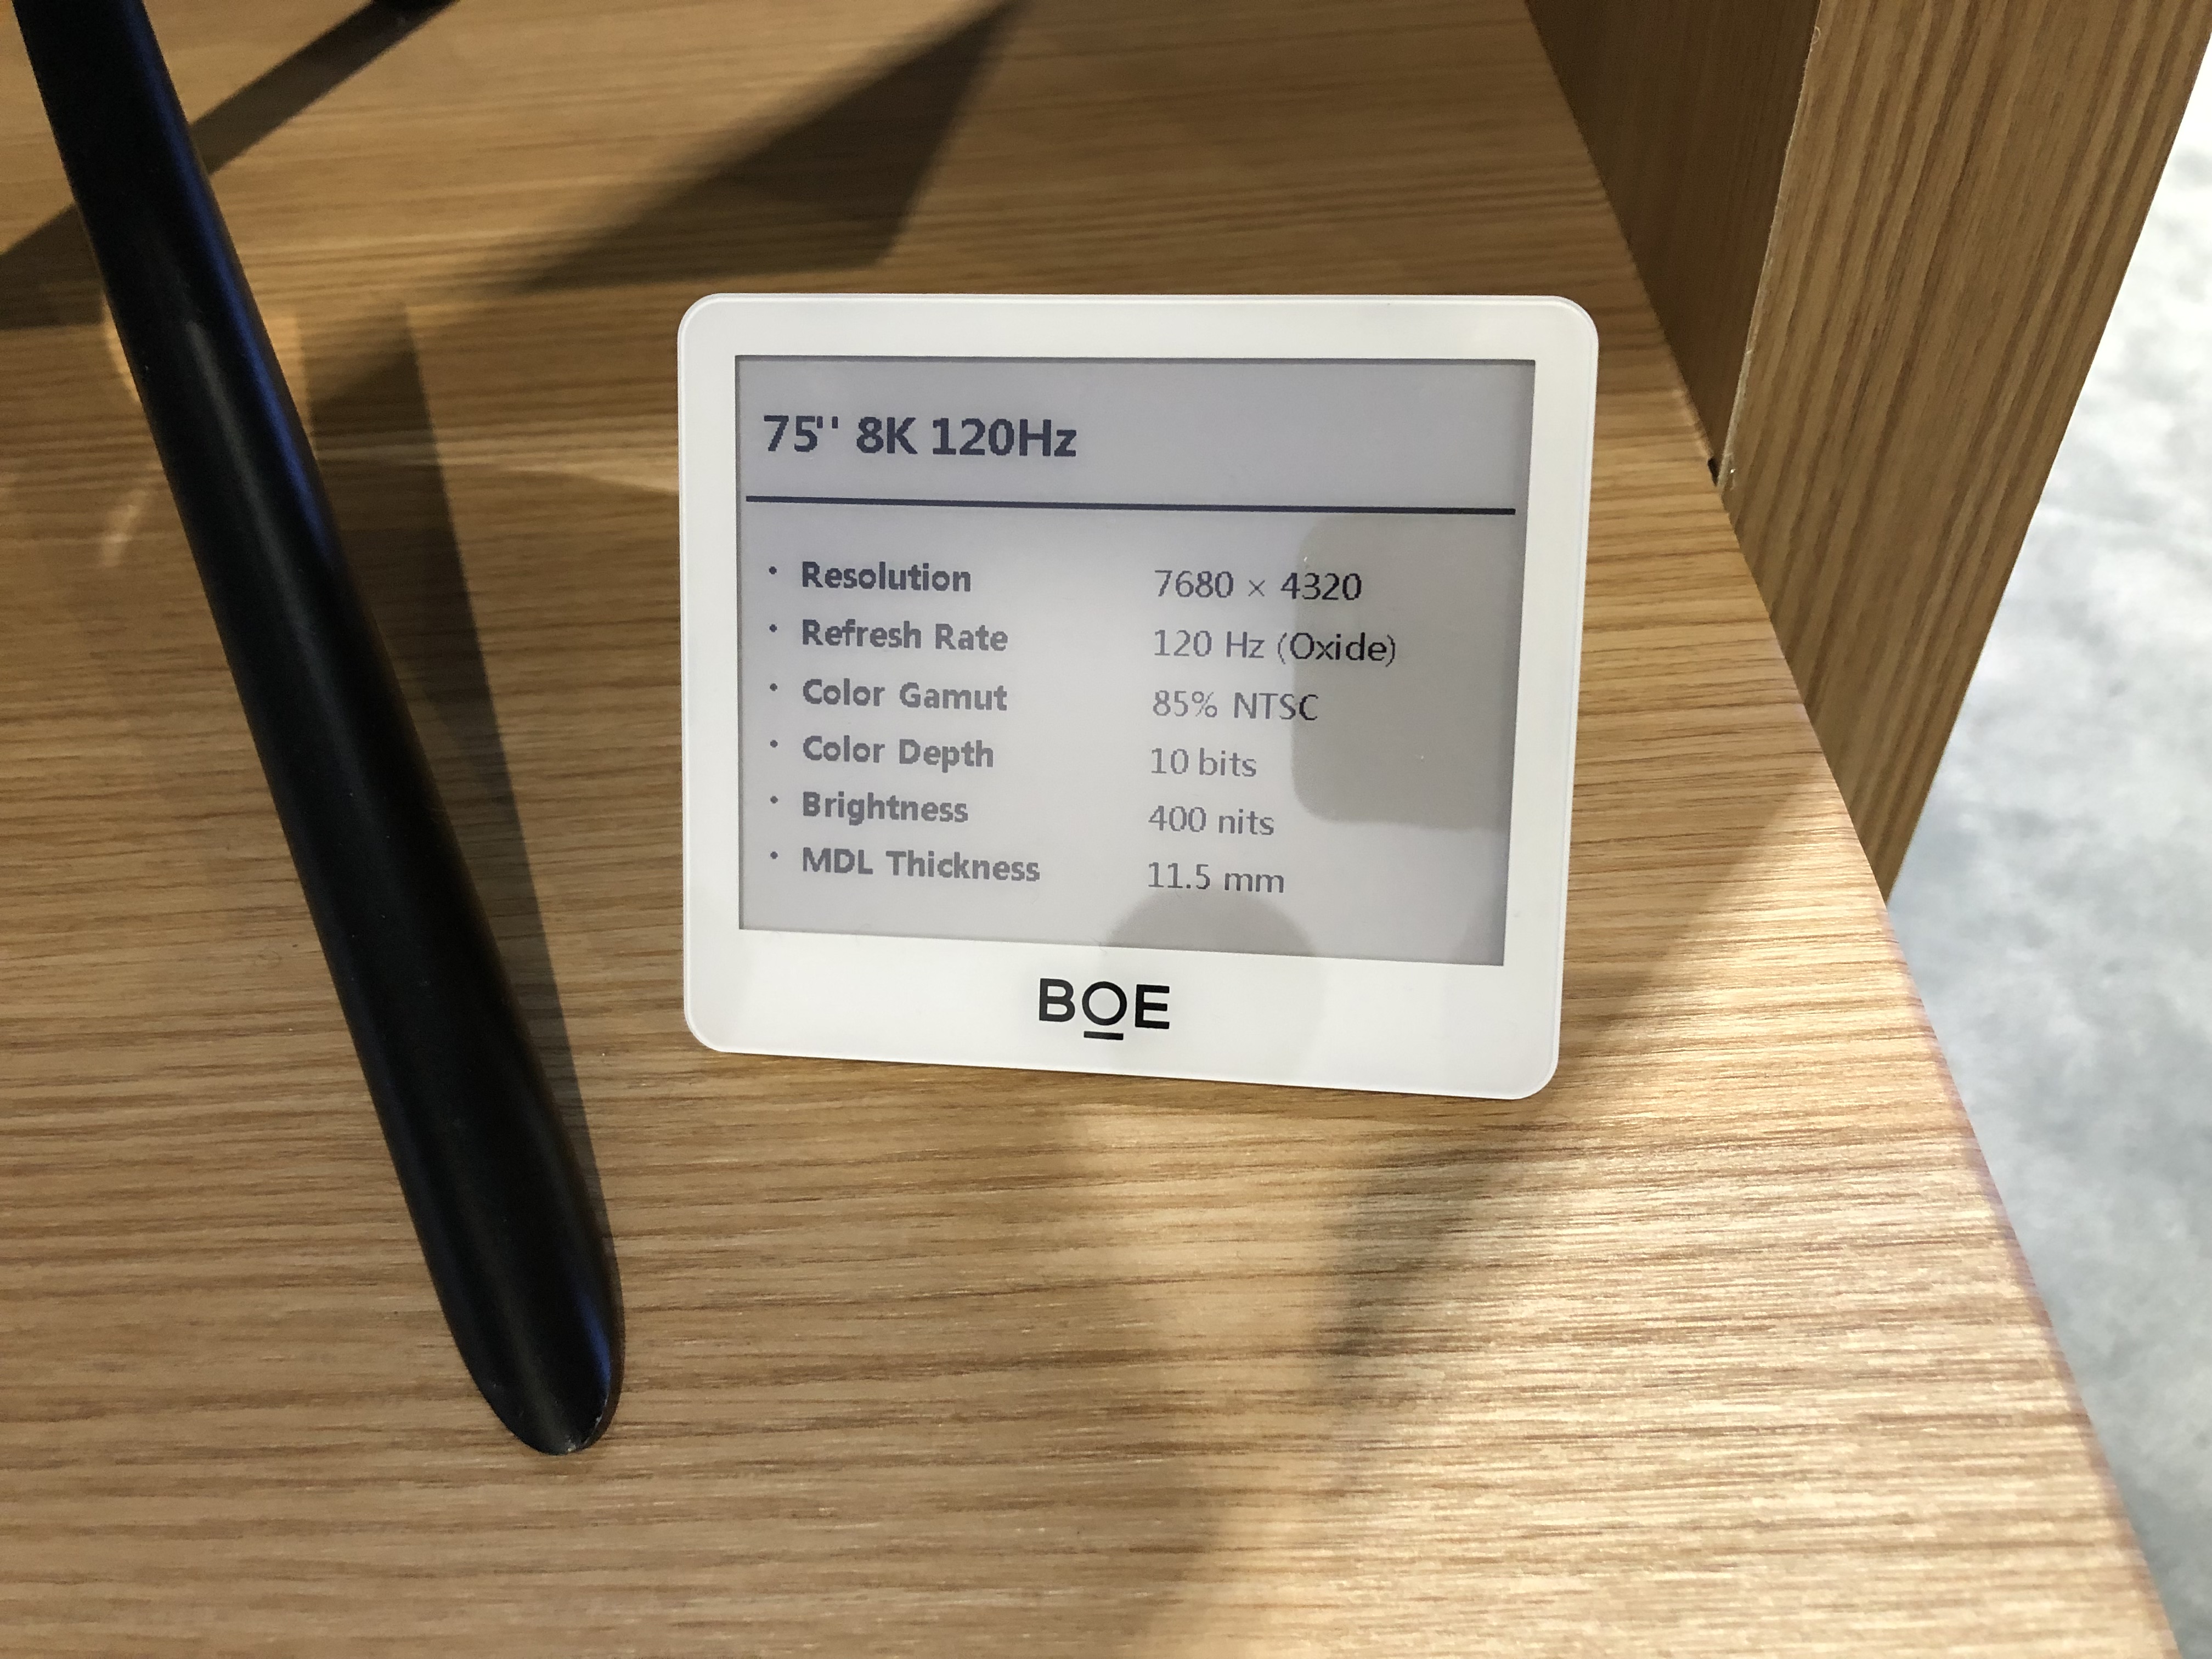 75'' 8K 120Hz
• Resolution 7680 × 4320
• Refresh Rate 120 Hz (Oxide)
• Color Gamut 85% NTSC
• Color Depth 10 bits
• Brightness 400 nits
• MDL Thickness 11.5 mm
BOE